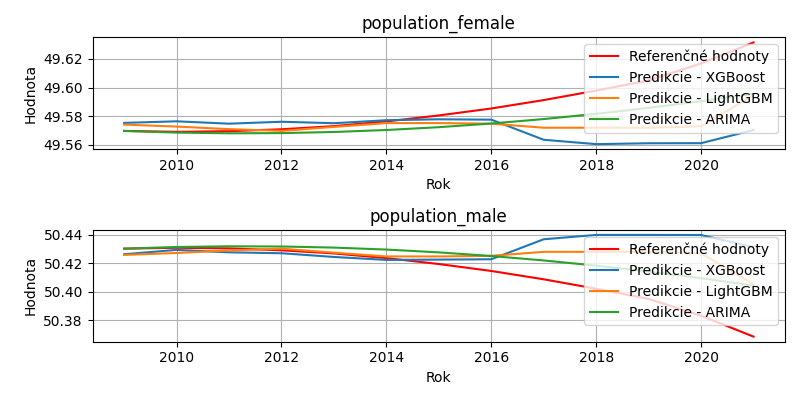 population_female
Hodnota
49.62
49.60
49.58
49.56
Referenčné hodnoty
Predikcie - XGBoost
Predikcie - LightGBM
Predikcie - ARIMA
2010 2012 2014 2016 2018 2020
Rok
population_male
Hodnota
50.44
50.42
50.40
50.38
Referenčné hodnoty
Predikcie - XGBoost
Predikcie - LightGBM
Predikcie - ARIMA
2010 2012 2014 2016 2018 2020
Rok